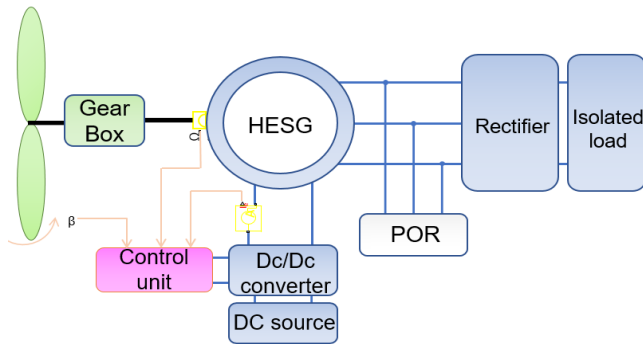 Gear
Box
HESG
Rectifier
Isolated
load
β
POR
Control
unit
Dc/Dc
converter
DC source